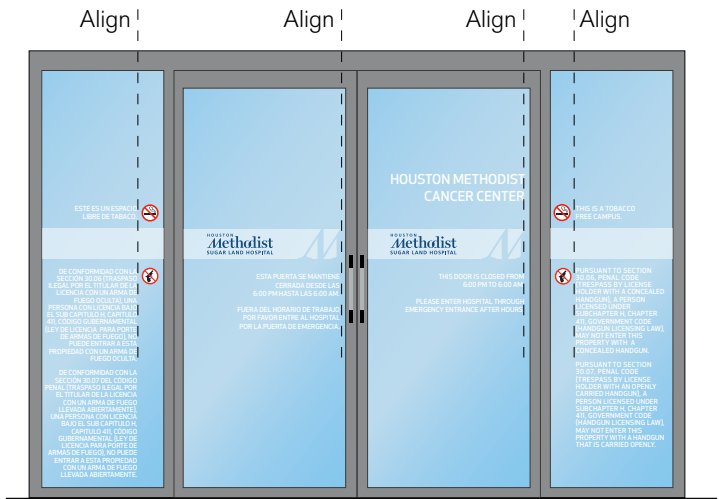 Align
Align
Align
Align
ESTE ES UN ESPACIO
LIBRE DE TABACO.
DE CONFORMIDAD CON LA
SECCIÓN 30.06 (TRASPASO
ILEGAL POR EL TITULAR DE LA
LICENCIA CON UN ARMA DE
FUEGO OCULTA), UNA
PERSONA CON LICENCIA BAJO
EL SUB CAPITULO H, CAPITULO
411, CÓDIGO GUBERNAMENTAL
(LEY DE LICENCIA PARA PORTE
DE ARMAS DE FUEGO), NO
PUEDE ENTRAR A ESTA
PROPIEDAD CON UN ARMA DE
FUEGO OCULTA.
DE CONFORMIDAD CON LA
SECCIÓN 30.07 DEL CÓDIGO
PENAL (TRASPASO ILEGAL POR
EL TITULAR DE LA LICENCIA
CON UN ARMA DE FUEGO
LLEVADA ABIERTAMENTE),
UNA PERSONA CON LICENCIA
BAJO EL SUB CAPITULO H,
CAPITULO 411, CÓDIGO
GUBERNAMENTAL (LEY DE
LICENCIA PARA PORTE DE
ARMAS DE FUEGO), NO PUEDE
ENTRAR A ESTA PROPIEDAD
CON UN ARMA DE FUEGO
LLEVADA ABIERTAMENTE.
HOUSTON
Methodist
SUGAR LAND HOSPITAL
ESTA PUERTA SE MANTIENE
CERRADA DESDE LAS
6:00 PM HASTA LAS 6:00 AM.
FUERA DEL HORARIO DE TRABAJO,
POR FAVOR ENTRE AL HOSPITAL
POR LA PUERTA DE EMERGENCIA.
HOUSTON METHODIST
CANCER CENTER
HOUSTON
Methodist
SUGAR LAND HOSPITAL
THIS DOOR IS CLOSED FROM
6:00 PM TO 6:00 AM.
PLEASE ENTER HOSPITAL THROUGH
EMERGENCY ENTRANCE AFTER HOURS.
THIS IS A TOBACCO
FREE CAMPUS.
PURSUANT TO SECTION
30.06, PENAL CODE
(TRESPASS BY LICENSE
HOLDER WITH A CONCEALED
HANDGUN), A PERSON
LICENSED UNDER
SUBCHAPTER H, CHAPTER
411, GOVERNMENT CODE
(HANDGUN LICENSING LAW),
MAY NOT ENTER THIS
PROPERTY WITH A
CONCEALED HANDGUN.
PURSUANT TO SECTION
30.07, PENAL CODE
(TRESPASS BY LICENSE
HOLDER WITH AN OPENLY
CARRIED HANDGUN), A
PERSON LICENSED UNDER
SUBCHAPTER H, CHAPTER
411, GOVERNMENT CODE
(HANDGUN LICENSING LAW),
MAY NOT ENTER THIS
PROPERTY WITH A HANDGUN
THAT IS CARRIED OPENLY.